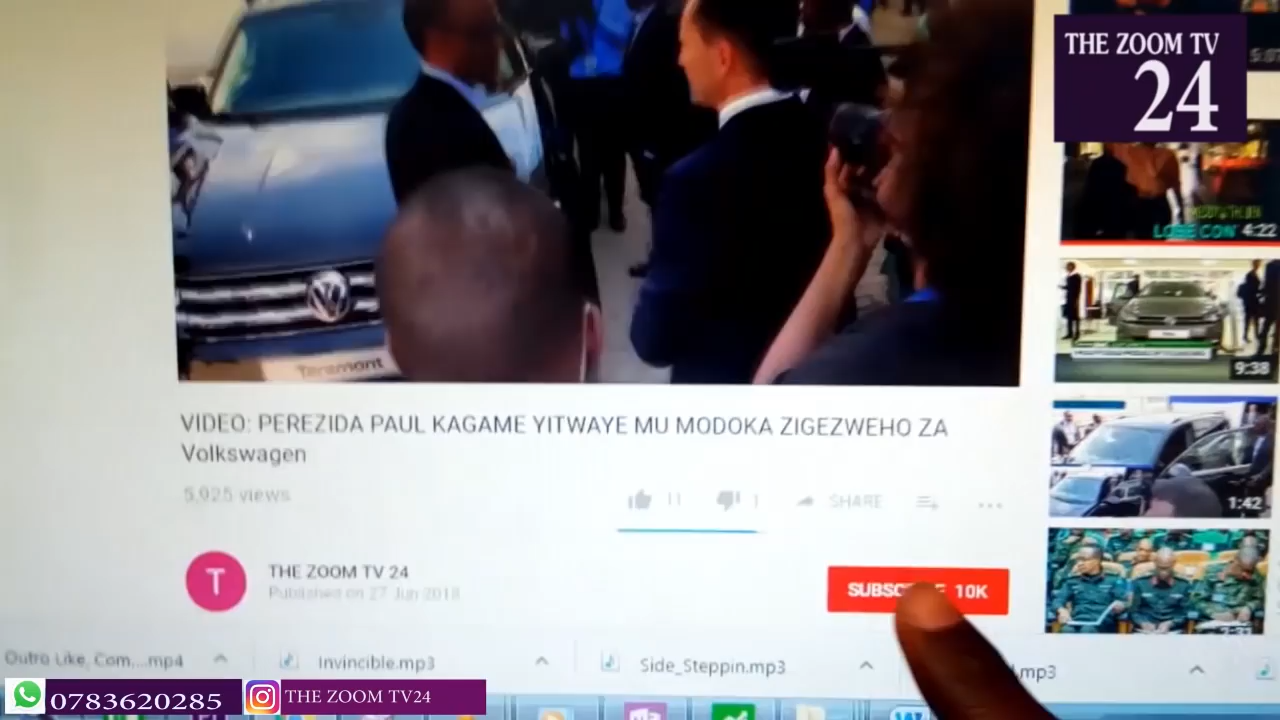 THE ZOOM TV
24
4:22
9:38
Teramont
VIDEO: PEREZIDA PAUL KAGAME YITWAYE MU MODOKA ZIGEZWEHO ZA
Volkswagen
5,025 views
11
1
SHARE
1:42
T
THE ZOOM TV 24
Published on 27 Jun 2018
10K
Outro Like, Com....mp4
Invincible.mp3
Side_Steppin.mp3
0783620285
THE ZOOM TV24